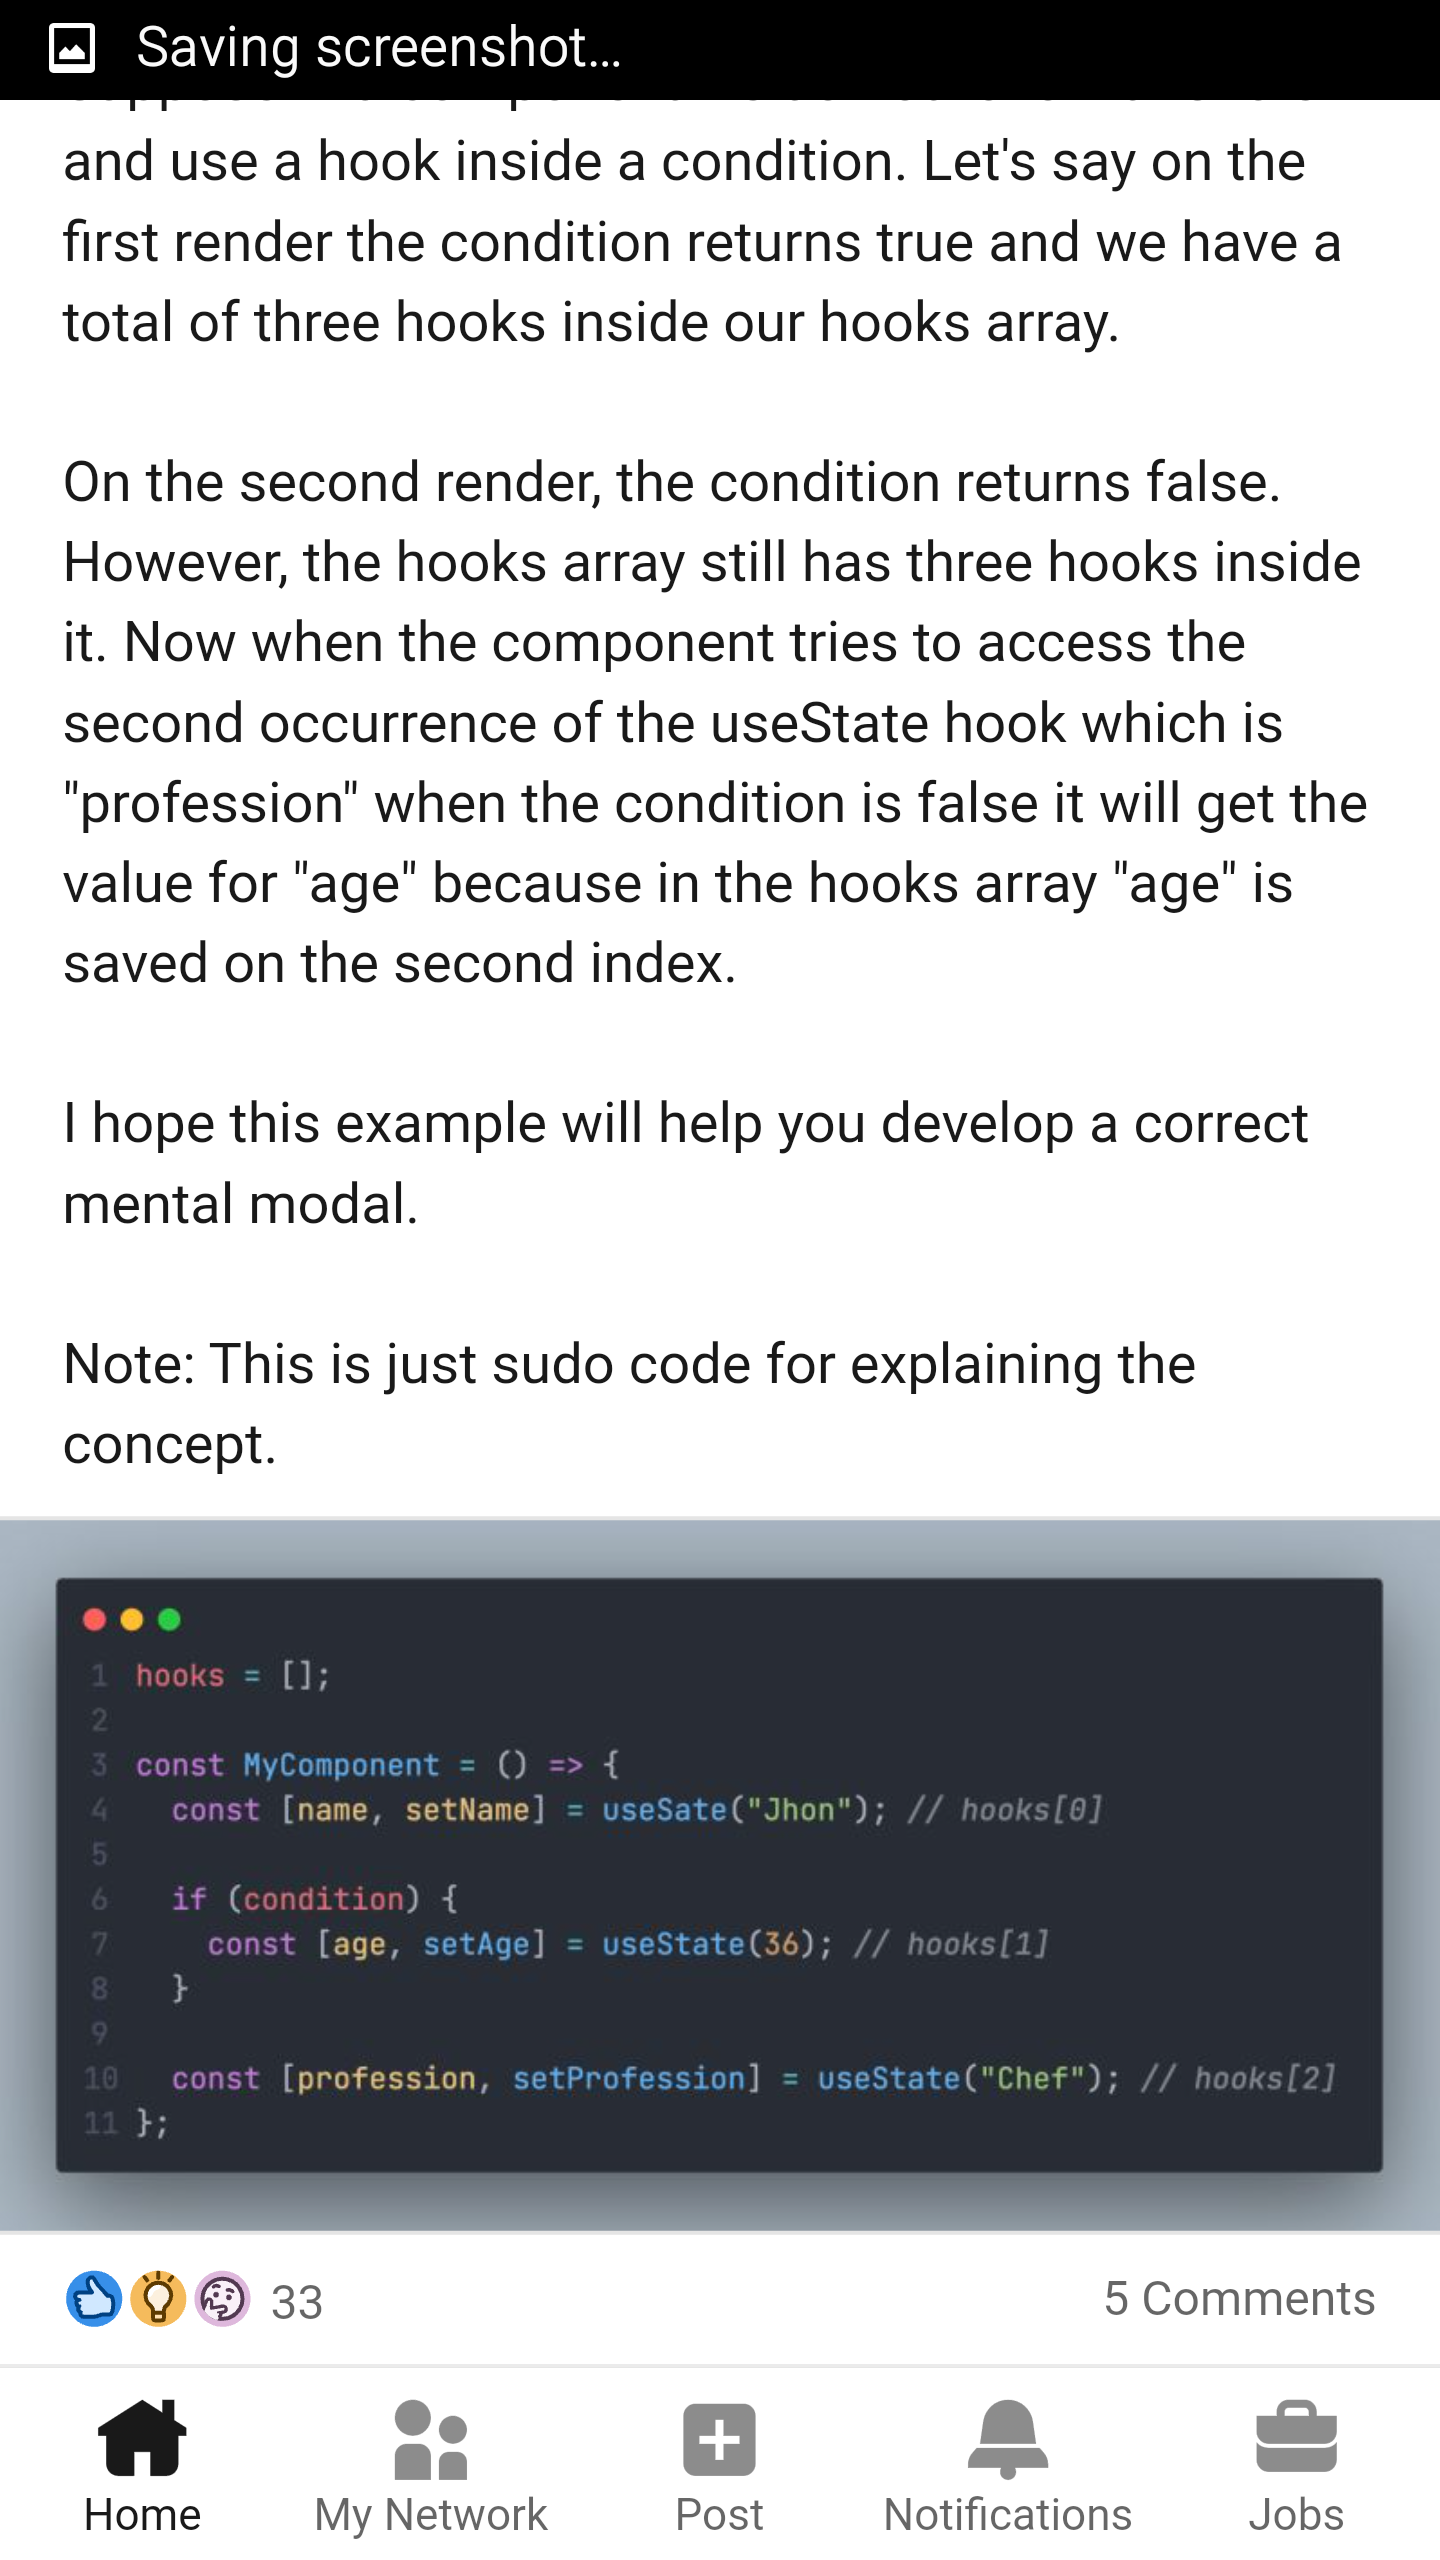 Saving screenshot...
and use a hook inside a condition. Let's say on the
first render the condition returns true and we have a
total of three hooks inside our hooks array.
On the second render, the condition returns false.
However, the hooks array still has three hooks inside
it. Now when the component tries to access the
second occurrence of the useState hook which is
"profession" when the condition is false it will get the
value for "age" because in the hooks array "age" is
saved on the second index.
I hope this example will help you develop a correct
mental modal.
Note: This is just sudo code for explaining the
concept.
1 hooks = [];
2
3 const MyComponent = () => {
4   const [name, setName] = useSate("Jhon"); // hooks[0]
5
6   if (condition) {
7     const [age, setAge] = useState(36); // hooks[1]
8   }
9
10   const [profession, setProfession] = useState("Chef"); // hooks[2]
11 };
33
5 Comments
Home
My Network
Post
Notifications
Jobs